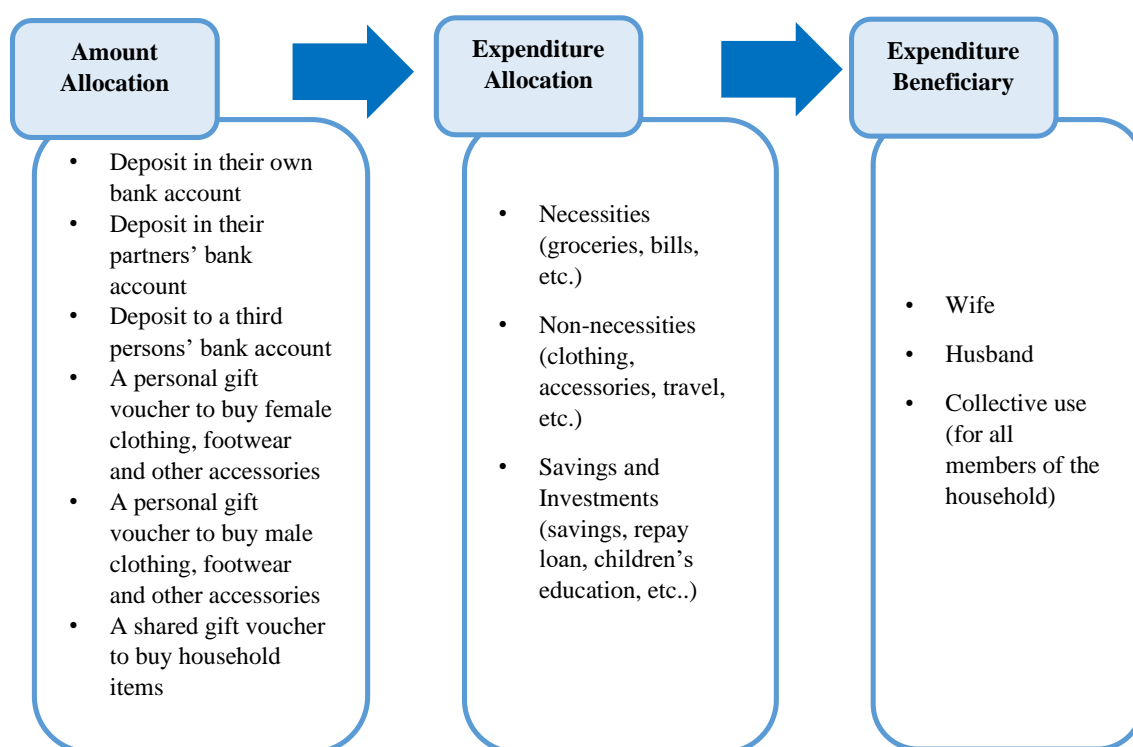 Amount
Allocation
• Deposit in their own
bank account
• Deposit in their
partners’ bank
account
• Deposit to a third
persons’ bank account
• A personal gift
voucher to buy female
clothing, footwear
and other accessories
• A personal gift
voucher to buy male
clothing, footwear
and other accessories
• A shared gift voucher
to buy household
items
Expenditure
Allocation
• Necessities
(groceries, bills,
etc.)
• Non-necessities
(clothing,
accessories, travel,
etc.)
• Savings and
Investments
(savings, repay
loan, children’s
education, etc..)
Expenditure
Beneficiary
• Wife
• Husband
• Collective use
(for all
members of the
household)